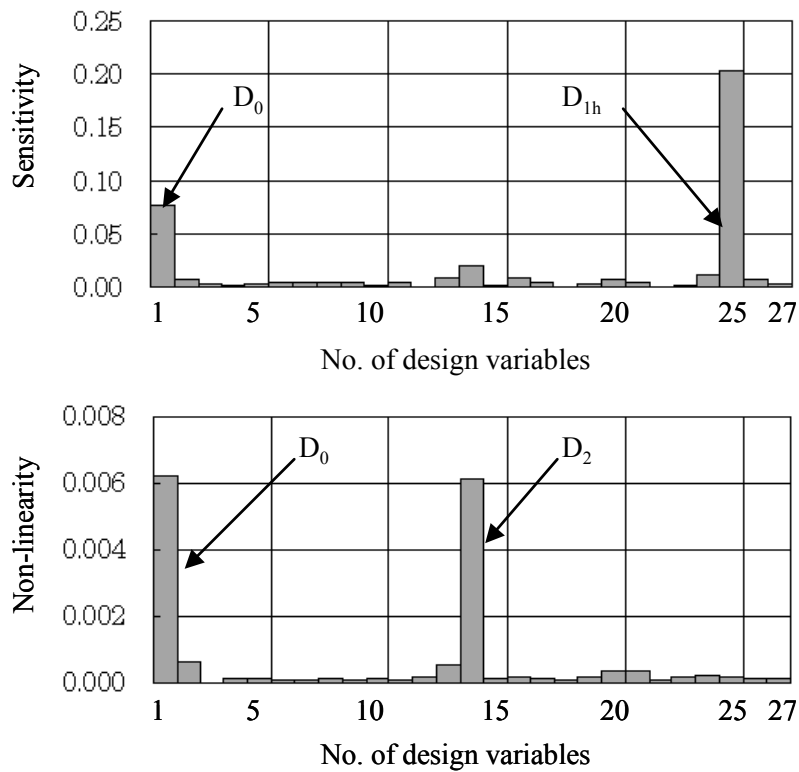 0.25
0.20
0.15
0.10
0.05
0.00
Sensitivity
D0
D1h
1 5 10 15 20 25 27
No. of design variables
0.008
0.006
0.004
0.002
0.000
Non-linearity
D0
D2
1 5 10 15 20 25 27
No. of design variables